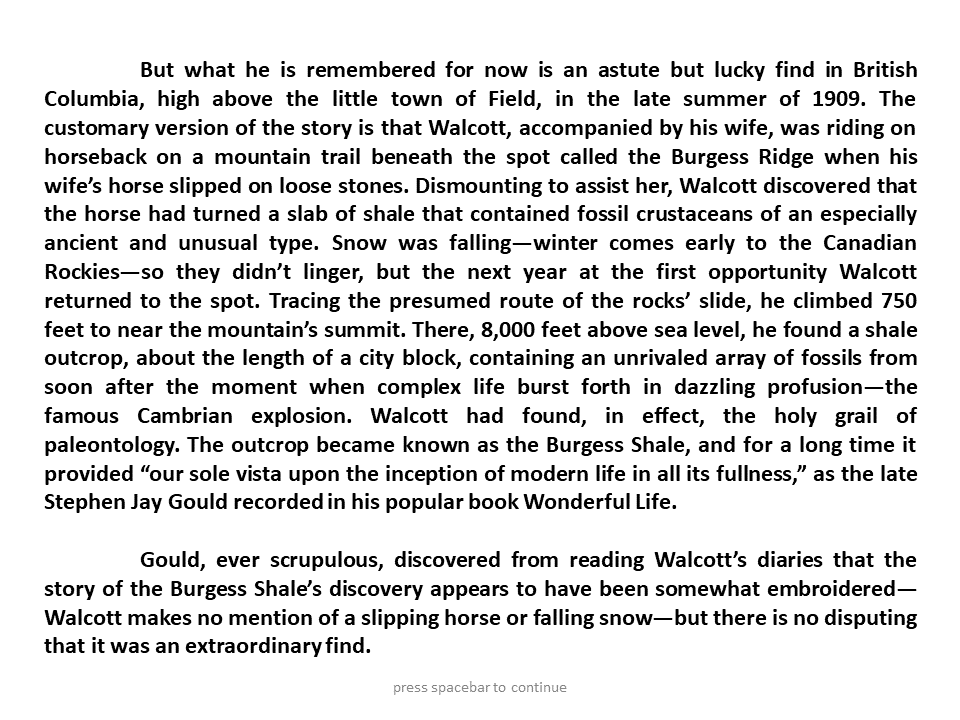 But what he is remembered for now is an astute but lucky find in British
Columbia, high above the little town of Field, in the late summer of 1909. The
customary version of the story is that Walcott, accompanied by his wife, was riding on
horseback on a mountain trail beneath the spot called the Burgess Ridge when his
wife’s horse slipped on loose stones. Dismounting to assist her, Walcott discovered that
the horse had turned a slab of shale that contained fossil crustaceans of an especially
ancient and unusual type. Snow was falling—winter comes early to the Canadian
Rockies—so they didn’t linger, but the next year at the first opportunity Walcott
returned to the spot. Tracing the presumed route of the rocks’ slide, he climbed 750
feet to near the mountain’s summit. There, 8,000 feet above sea level, he found a shale
outcrop, about the length of a city block, containing an unrivaled array of fossils from
soon after the moment when complex life burst forth in dazzling profusion—the
famous Cambrian explosion. Walcott had found, in effect, the holy grail of
paleontology. The outcrop became known as the Burgess Shale, and for a long time it
provided “our sole vista upon the inception of modern life in all its fullness,” as the late
Stephen Jay Gould recorded in his popular book Wonderful Life.
Gould, ever scrupulous, discovered from reading Walcott’s diaries that the
story of the Burgess Shale’s discovery appears to have been somewhat embroidered—
Walcott makes no mention of a slipping horse or falling snow—but there is no disputing
that it was an extraordinary find.
press spacebar to continue